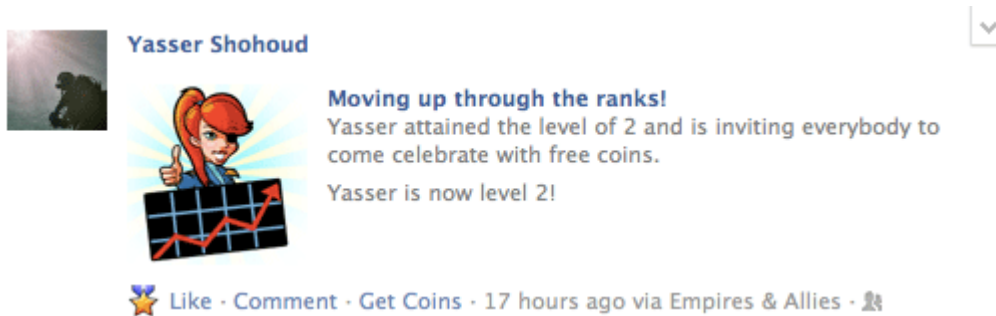 Yasser Shohoud
Moving up through the ranks!
Yasser attained the level of 2 and is inviting everybody to
come celebrate with free coins.
Yasser is now level 2!
Like · Comment · Get Coins · 17 hours ago via Empires & Allies ·